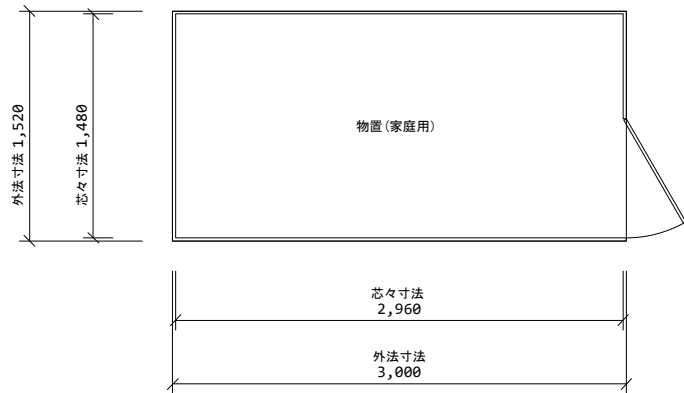 外法寸法 1,520
芯々寸法 1,480
物置(家庭用)
芯々寸法
2,960
外法寸法
3,000